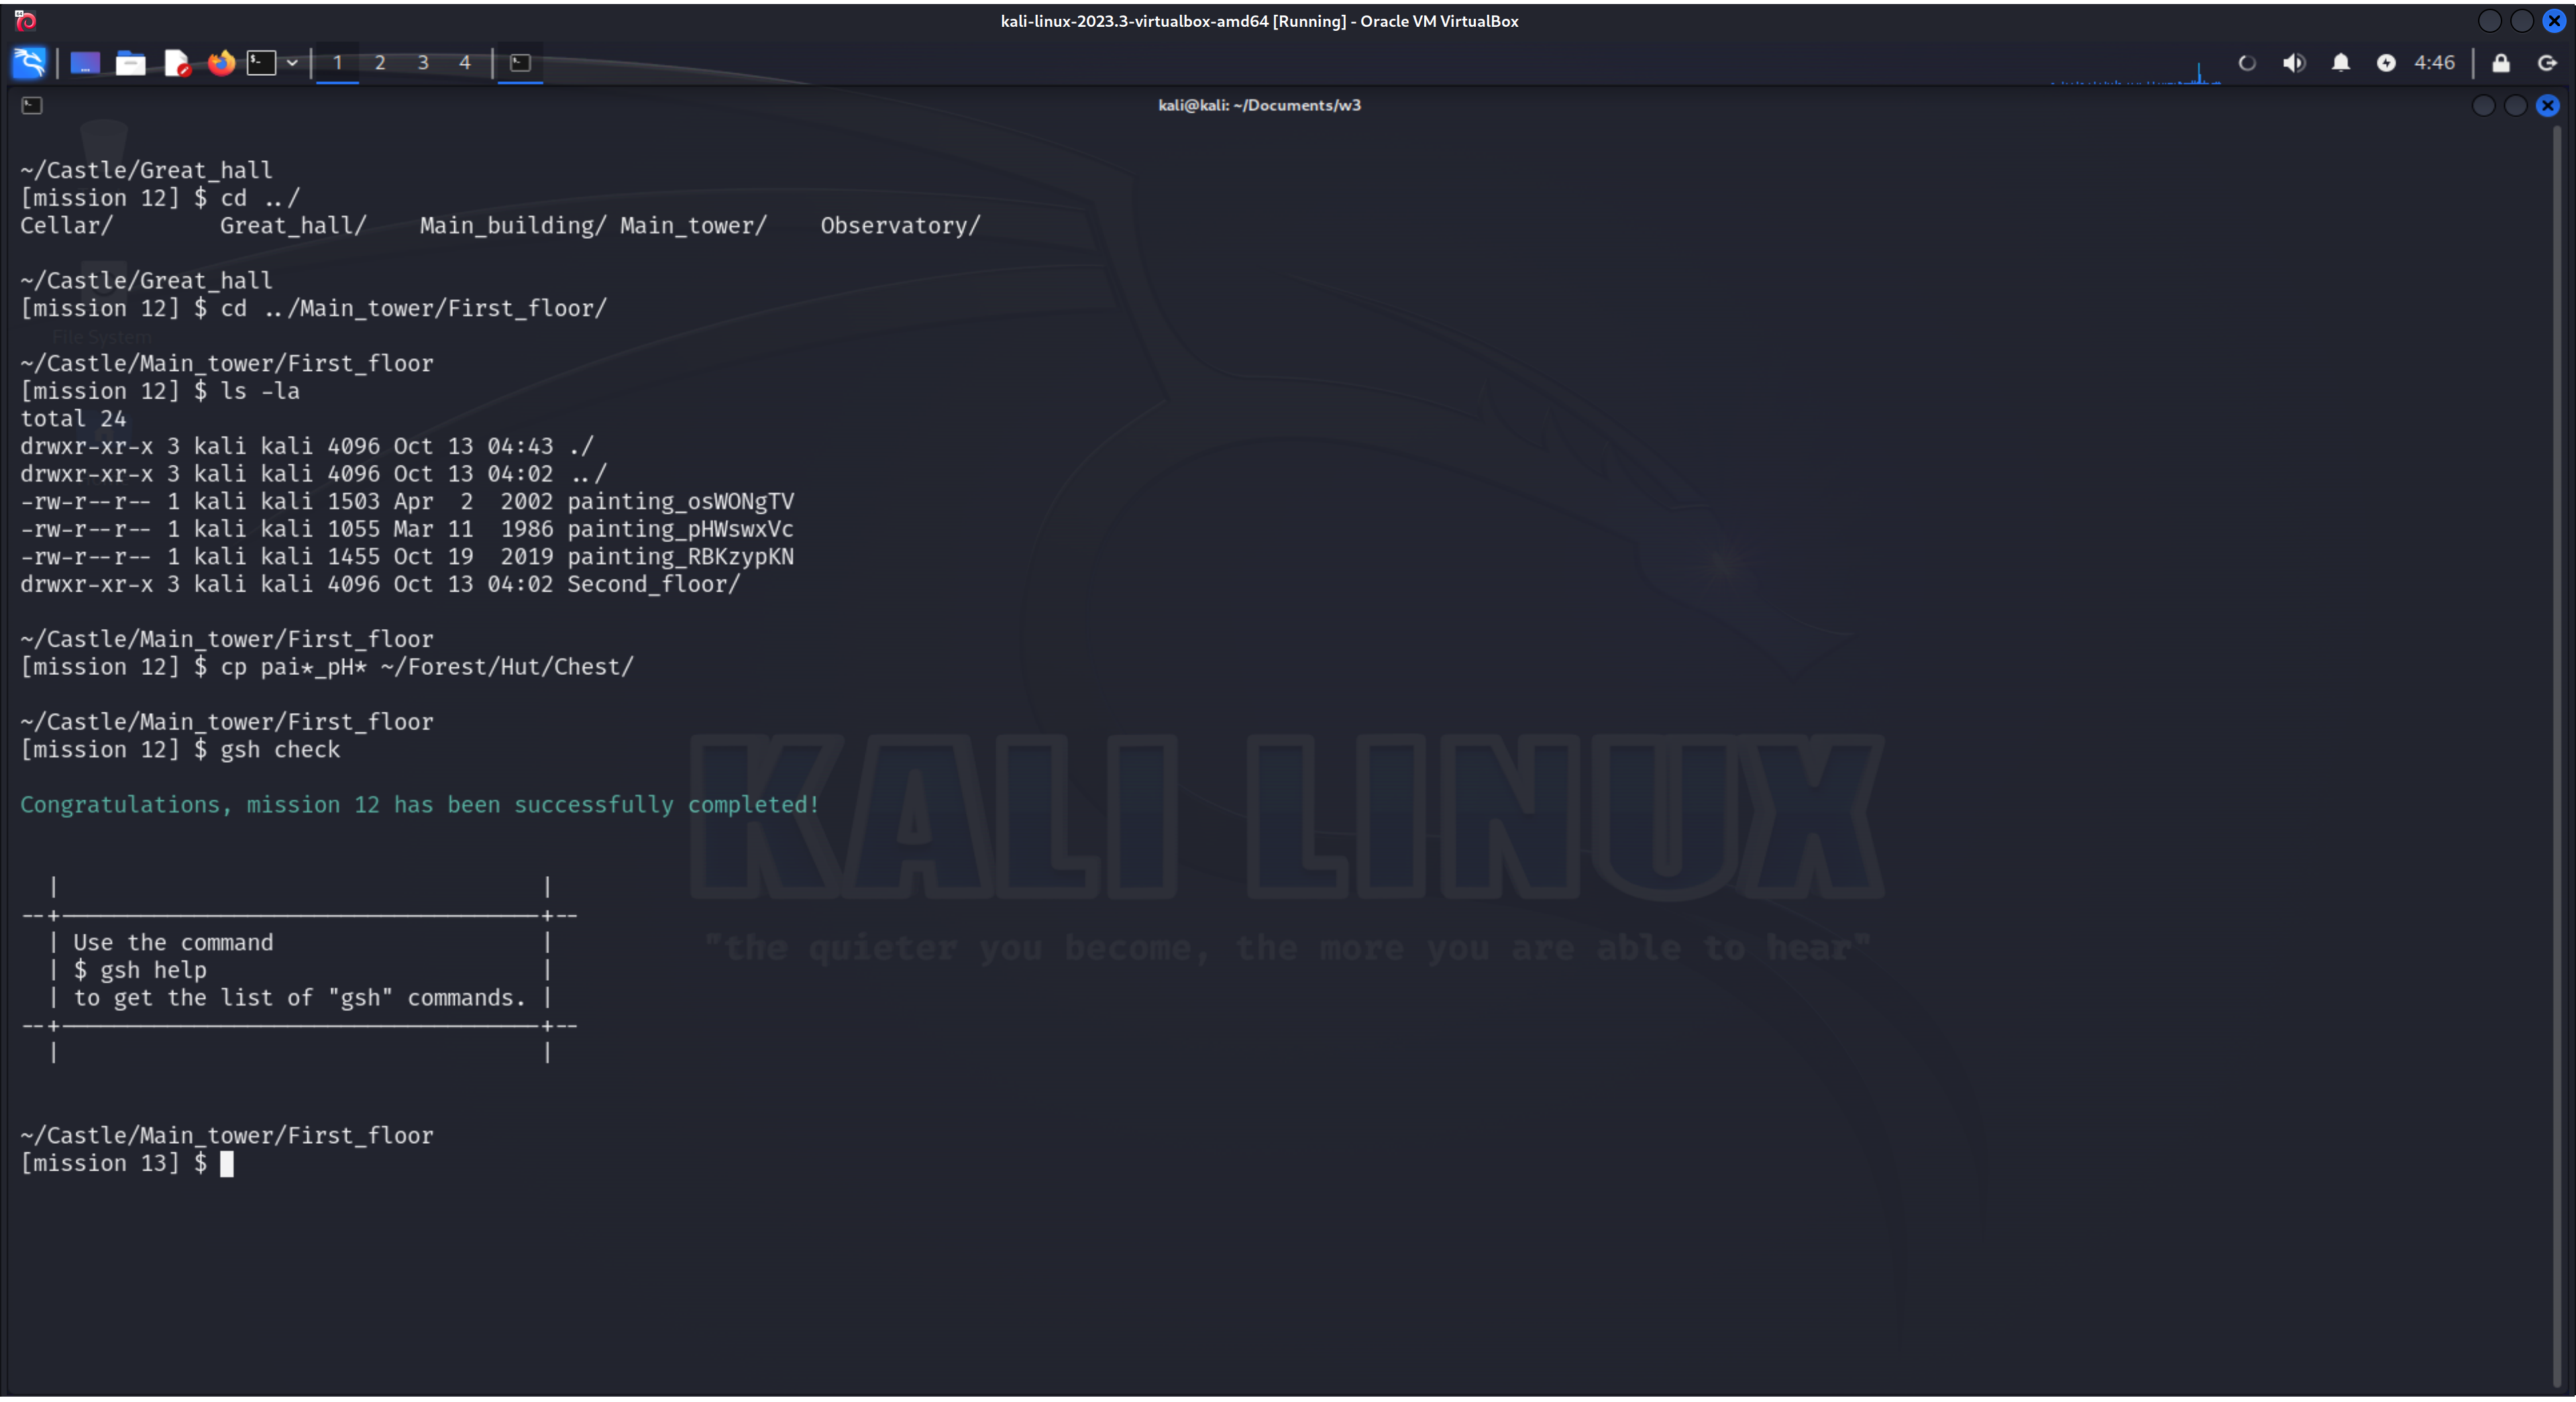 kali-linux-2023.3-virtualbox-amd64 [Running] - Oracle VM VirtualBox
1 2 3 4 4:46
kali@kali: ~/Documents/w3
~/Castle/Great_hall
[mission 12] $ cd ../
Cellar/ Great_hall/ Main_building/ Main_tower/ Observatory/
~/Castle/Great_hall
[mission 12] $ cd ../Main_tower/First_floor/
File System
~/Castle/Main_tower/First_floor
[mission 12] $ ls -la
total 24
drwxr-xr-x 3 kali kali 4096 Oct 13 04:43 ./
drwxr-xr-x 3 kali kali 4096 Oct 13 04:02 ../
-rw-r--r-- 1 kali kali 1503 Apr  2  2002 painting_osWONgTV
-rw-r--r-- 1 kali kali 1055 Mar 11  1986 painting_pHWswxVc
-rw-r--r-- 1 kali kali 1455 Oct 19  2019 painting_RBKzypKN
drwxr-xr-x 3 kali kali 4096 Oct 13 04:02 Second_floor/
~/Castle/Main_tower/First_floor
[mission 12] $ cp pai*_pH* ~/Forest/Hut/Chest/
~/Castle/Main_tower/First_floor
[mission 12] $ gsh check
Congratulations, mission 12 has been successfully completed!
KALI LINUX
"the quieter you become, the more you are able to hear"
Use the command
$ gsh help
to get the list of "gsh" commands.
~/Castle/Main_tower/First_floor
[mission 13] $